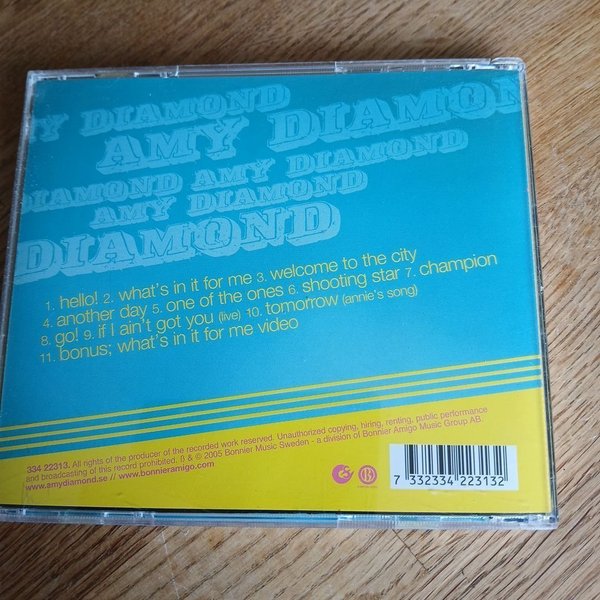 MY DIAMOND
AMY DIAMON
DIAMOND AMY DIAMOND
AMY DIAMOND
DIAMOND
1. hello! 2. what's in it for me 3. welcome to the city
4. another day 5. one of the ones 6. shooting star 7. champion
8. go! 9. if I ain't got you (live) 10. tomorrow (annie's song)
11. bonus; what's in it for me video
334 22313. All rights of the producer of the recorded work reserved. Unauthorized copying, hiring, renting, public performance
and broadcasting of this record prohibited. ß & © 2005 Bonnier Music Sweden - a division of Bonnier Amigo Music Group AB.
www.amydiamond.se // www.bonnieramigo.com
7 332334 223132